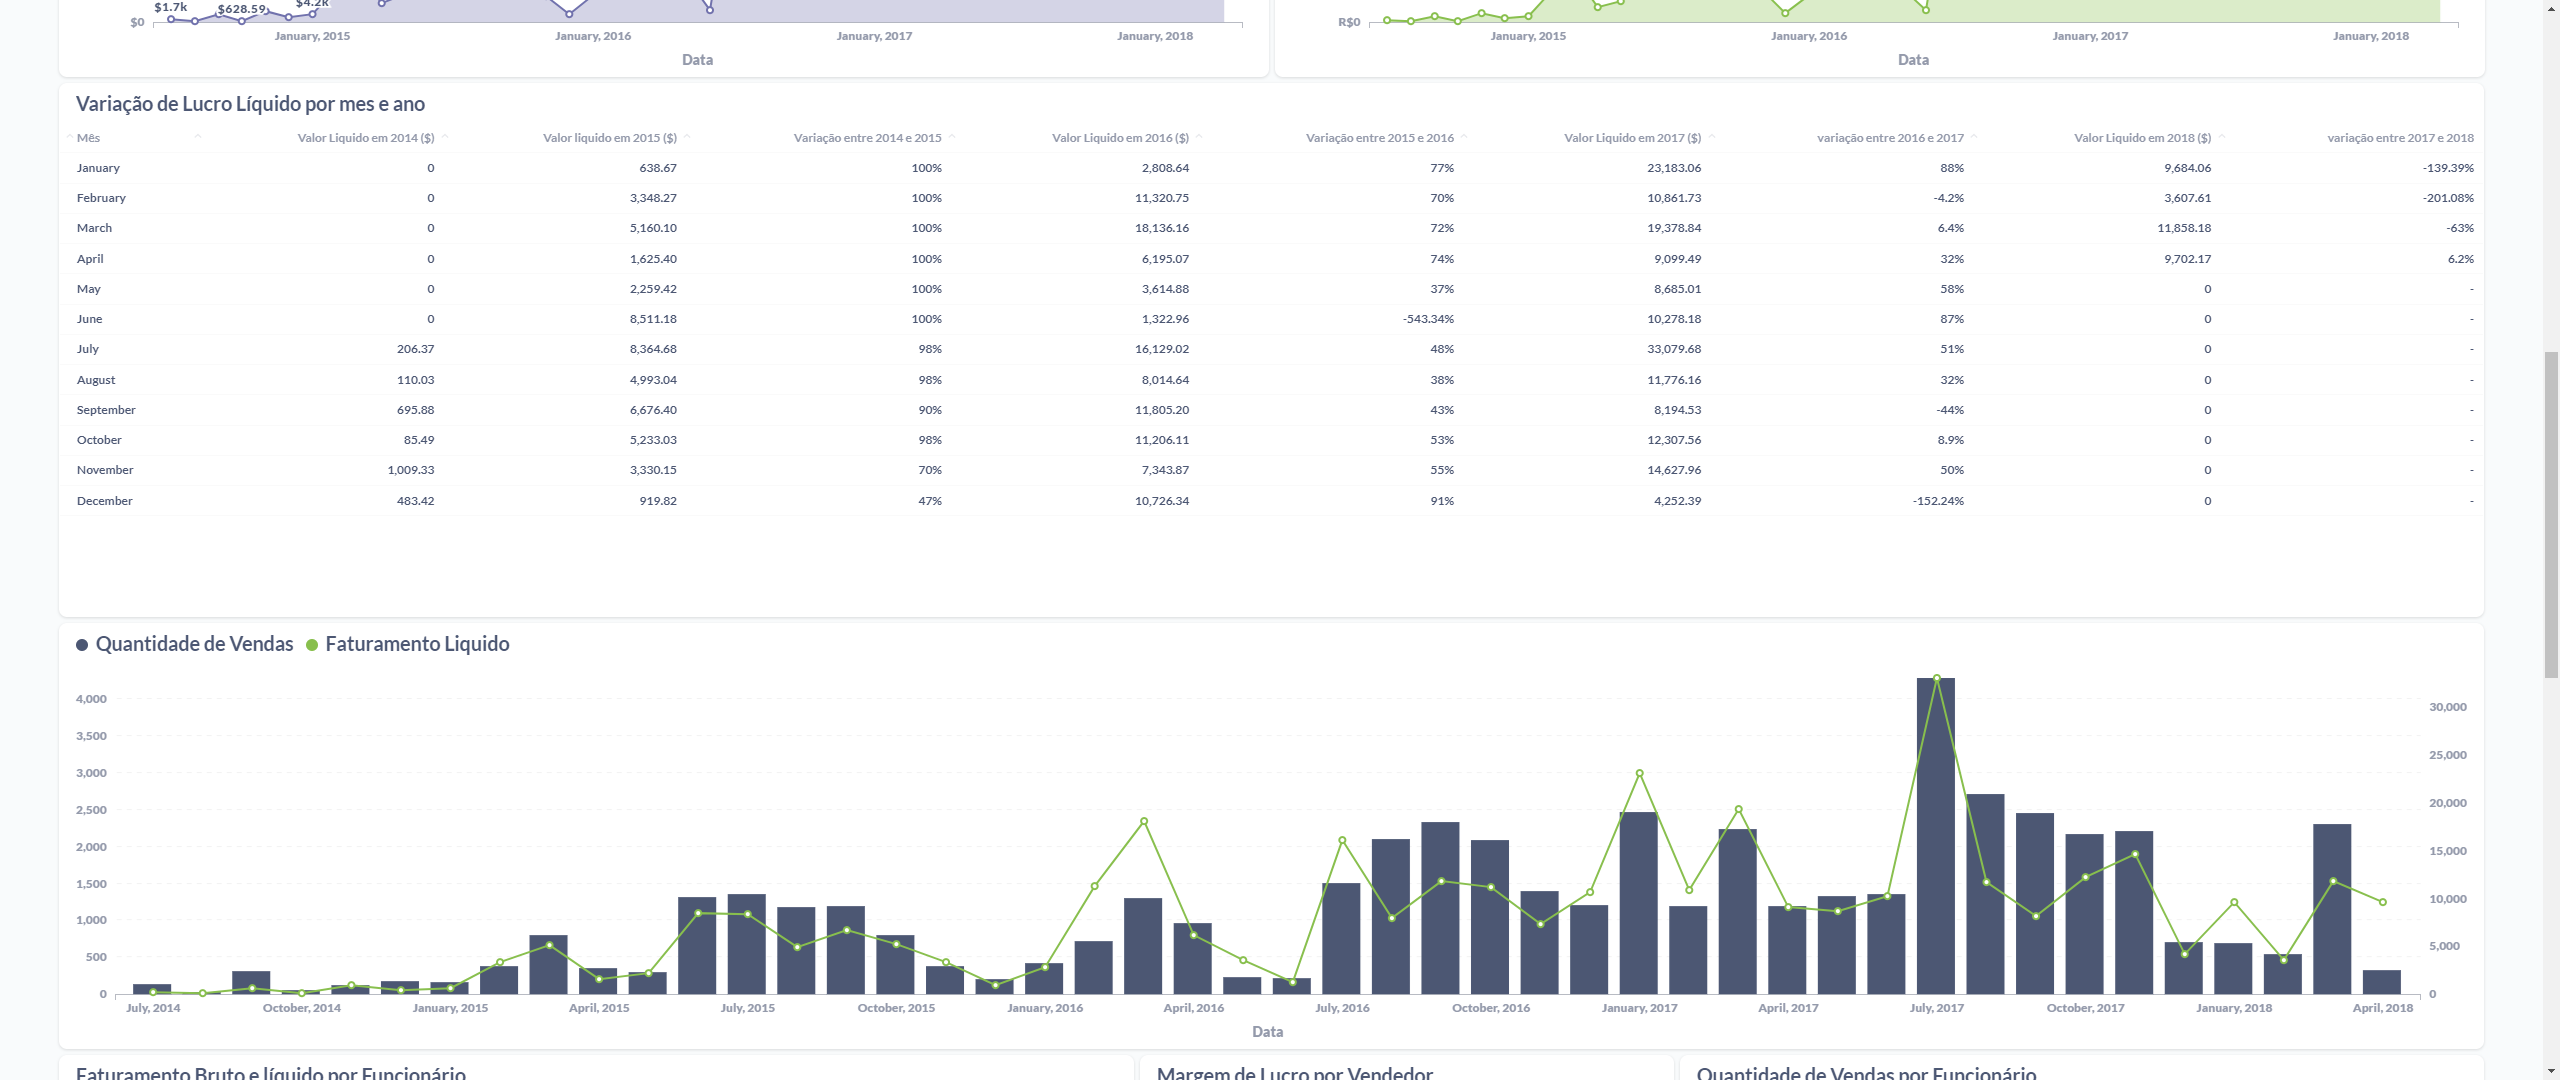 $1.7k $628.59 $4.2k
$0
R$0
January, 2015 January, 2016 January, 2017 January, 2018
January, 2015 January, 2016 January, 2017 January, 2018
Data
Data
Variação de Lucro Líquido por mes e ano
Mês Valor Liquido em 2014 ($) Valor liquido em 2015 ($) Variação entre 2014 e 2015 Valor Liquido em 2016 ($) Variação entre 2015 e 2016 Valor Liquido em 2017 ($) variação entre 2016 e 2017 Valor Liquido em 2018 ($) variação entre 2017 e 2018
January 0 638.67 100% 2,808.64 77% 23,183.06 88% 9,684.06 -139.39%
February 0 3,348.27 100% 11,320.75 70% 10,861.73 -4.2% 3,607.61 -201.08%
March 0 5,160.10 100% 18,136.16 72% 19,378.84 6.4% 11,858.18 -63%
April 0 1,625.40 100% 6,195.07 74% 9,099.49 32% 9,702.17 6.2%
May 0 2,259.42 100% 3,614.88 37% 8,685.01 58% 0 -
June 0 8,511.18 100% 1,322.96 -543.34% 10,278.18 87% 0 -
July 206.37 8,364.68 98% 16,129.02 48% 33,079.68 51% 0 -
August 110.03 4,993.04 98% 8,014.64 38% 11,776.16 32% 0 -
September 695.88 6,676.40 90% 11,805.20 43% 8,194.53 -44% 0 -
October 85.49 5,233.03 98% 11,206.11 53% 12,307.56 8.9% 0 -
November 1,009.33 3,330.15 70% 7,343.87 55% 14,627.96 50% 0 -
December 483.42 919.82 47% 10,726.34 91% 4,252.39 -152.24% 0 -
Quantidade de Vendas Faturamento Liquido
4,000
3,500
3,000
2,500
2,000
1,500
1,000
500
0
30,000
25,000
20,000
15,000
10,000
5,000
0
July, 2014 October, 2014 January, 2015 April, 2015 July, 2015 October, 2015 January, 2016 April, 2016 July, 2016 October, 2016 January, 2017 April, 2017 July, 2017 October, 2017 January, 2018 April, 2018
Data
Faturamento Bruto e líquido por Funcionário
Margem de Lucro por Vendedor
Quantidade de Vendas por Funcionário